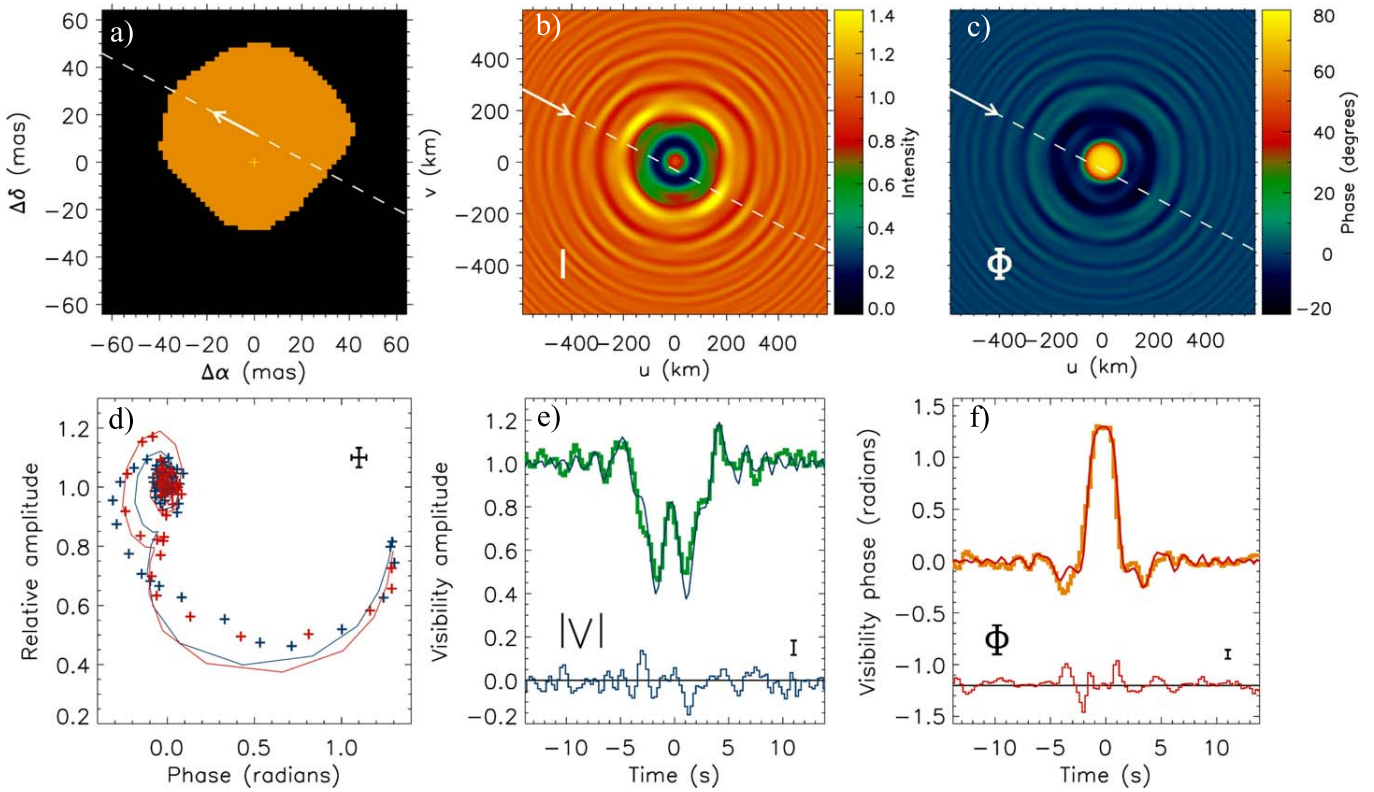 a)
60
40
20
0
−20
−40
−60
Δδ (mas)
−60 −40 −20 0 20 40 60
Δα (mas)
b)
400
200
0
−200
−400
v (km)
−400 −200 0 200 400
u (km)
I
1.4
1.2
1.0
0.8
0.6
0.4
0.2
0.0
Intensity
c)
−400 −200 0 200 400
u (km)
Φ
80
60
40
20
0
−20
Phase (degrees)
d)
1.2
1.0
0.8
0.6
0.4
0.2
Relative amplitude
0.0 0.5 1.0
Phase (radians)
e)
1.2
1.0
0.8
0.6
0.4
0.2
0.0
−0.2
Visibility amplitude
|V|
−10 −5 0 5 10
Time (s)
f)
1.5
1.0
0.5
0.0
−0.5
−1.0
−1.5
Visibility phase (radians)
Φ
−10 −5 0 5 10
Time (s)